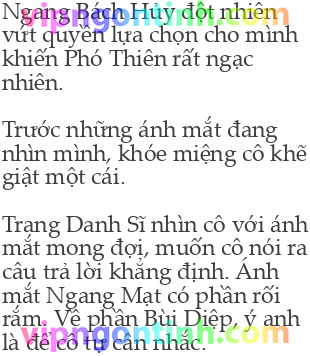 Ngang Bách Hủy đột nhiên
vipngontinh.com
vứt quyền lựa chọn cho mình
khiến Phó Thiên rất ngạc
nhiên.
Trước những ánh mắt đang
nhìn mình, khóe miệng cô khẽ
giật một cái.
Trang Danh Sĩ nhìn cô với ánh
mắt mong đợi, muốn cô nói ra
câu trả lời khẳng định. Ánh
mắt Ngang Mạt có phần rối
rắm. Về phần Bùi Diệp, ý anh
vipngontinh.com
là để cô tự cân nhắc.